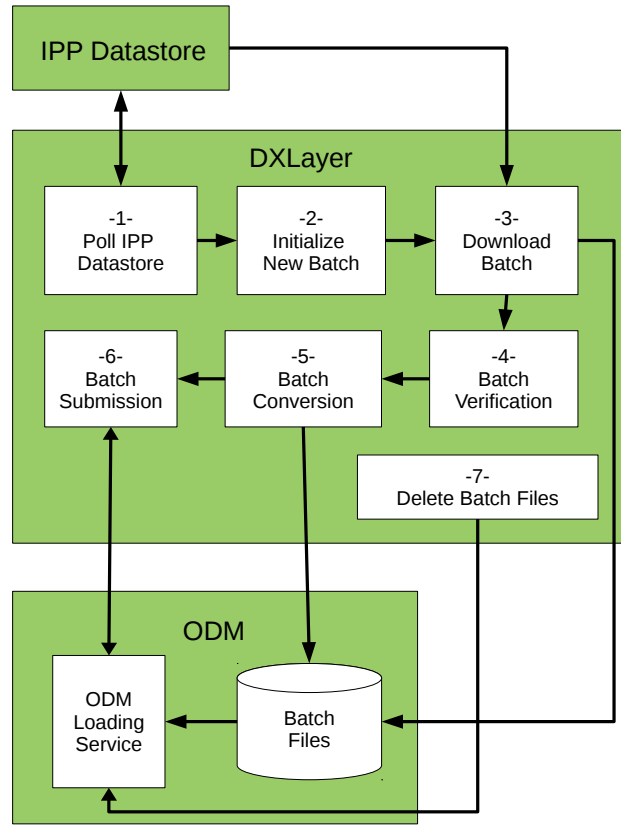 IPP Datastore
DXLayer
-1-
Poll IPP
Datastore
-2-
Initialize
New Batch
-3-
Download
Batch
-6-
Batch
Submission
-5-
Batch
Conversion
-4-
Batch
Verification
-7-
Delete Batch Files
ODM
ODM
Loading
Service
Batch
Files